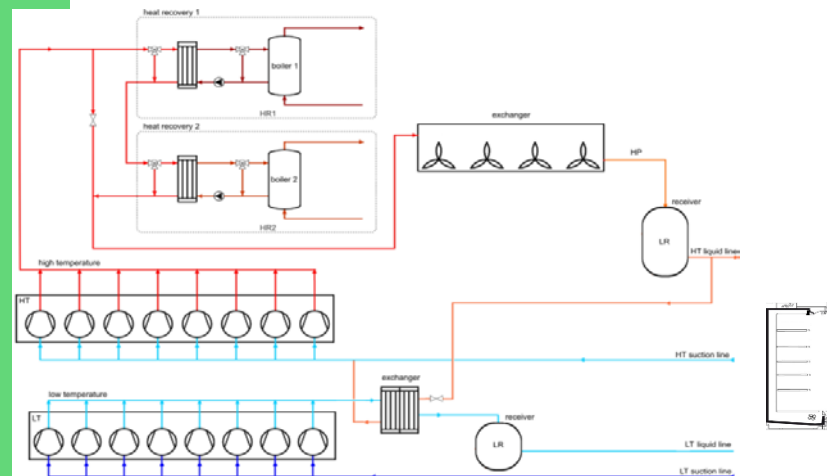 heat recovery 1
boiler 1
HR1
heat recovery 2
boiler 2
HR2
exchanger
HP
receiver
LR
HT liquid line
high temperature
HT
HT suction line
exchanger
low temperature
LT
receiver
LR
LT liquid line
LT suction line